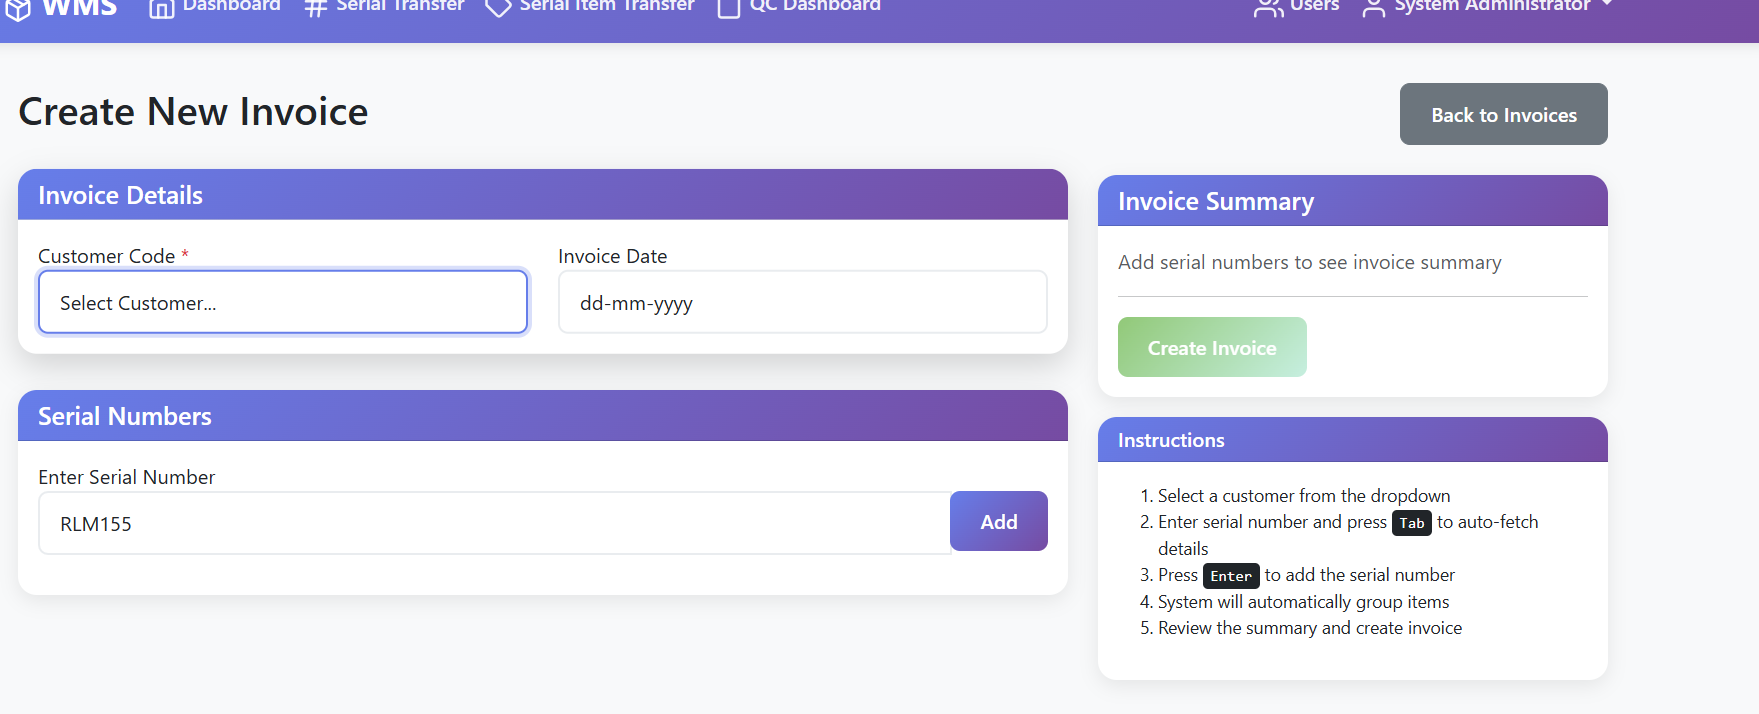 WMS Dashboard Serial Transfer Serial Item Transfer QC Dashboard Users System Administrator
Create New Invoice
Back to Invoices
Invoice Details
Customer Code *
Invoice Date
Select Customer...
dd-mm-yyyy
Serial Numbers
Enter Serial Number
RLM155
Add
Invoice Summary
Add serial numbers to see invoice summary
Create Invoice
Instructions
1. Select a customer from the dropdown
2. Enter serial number and press Tab to auto-fetch
details
3. Press Enter to add the serial number
4. System will automatically group items
5. Review the summary and create invoice